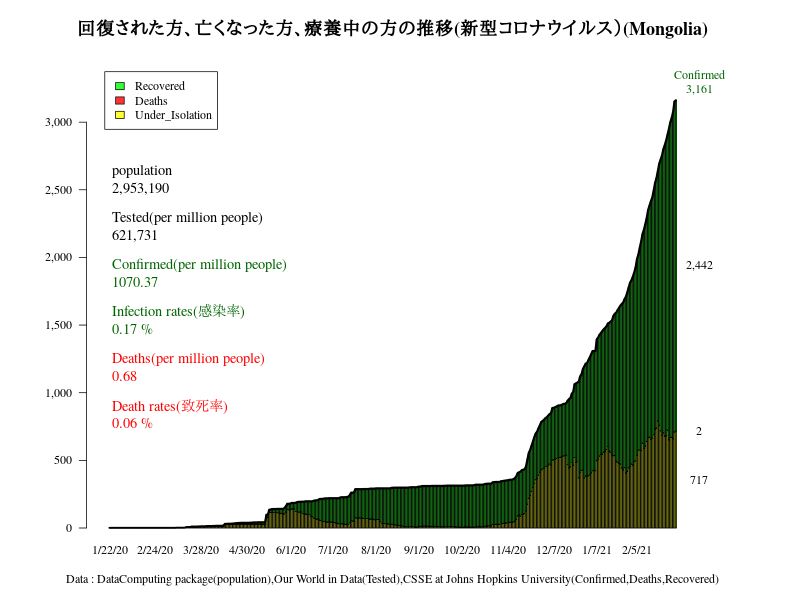 回復された方、亡くなった方、療養中の方の推移(新型コロナウイルス）(Mongolia)
Confirmed
3,161
Recovered
Deaths
Under_Isolation
population
2,953,190
Tested(per million people)
621,731
Confirmed(per million people)
1070.37
Infection rates(感染率)
0.17 %
Deaths(per million people)
0.68
Death rates(致死率)
0.06 %
3,000
2,500
2,000
1,500
1,000
500
0
2,442
2
717
1/22/20 2/24/20 3/28/20 4/30/20 6/1/20 7/1/20 8/1/20 9/1/20 10/2/20 11/4/20 12/7/20 1/7/21 2/5/21
Data : DataComputing package(population),Our World in Data(Tested),CSSE at Johns Hopkins University(Confirmed,Deaths,Recovered)